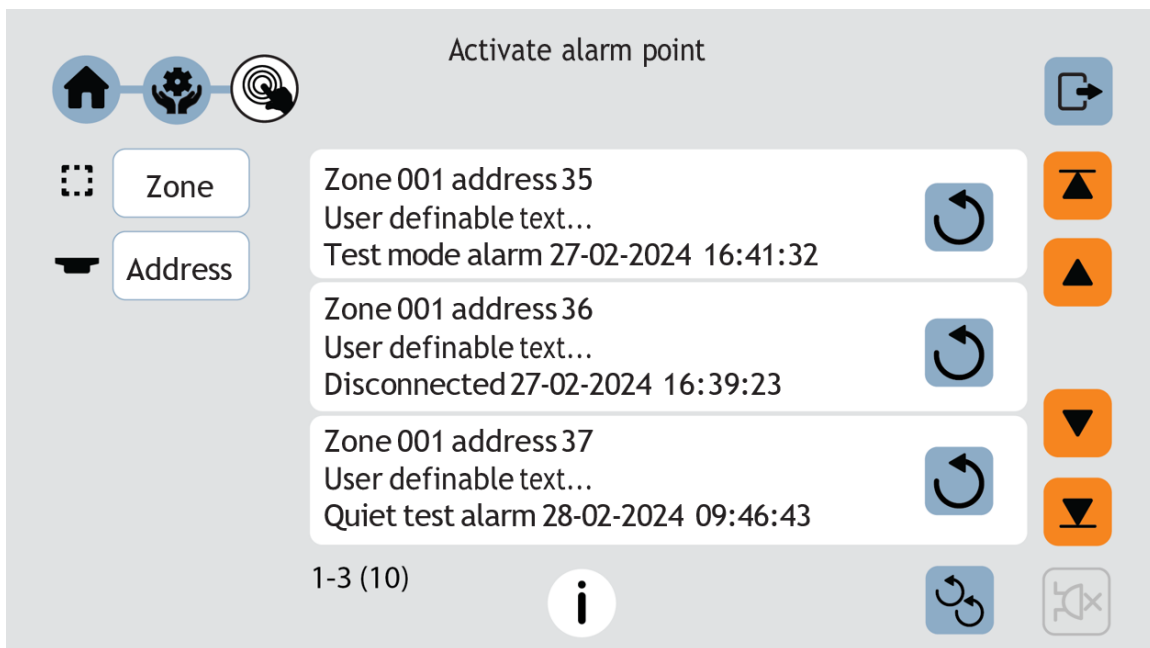 Activate alarm point
Zone
Address
Zone 001 address 35
User definable text...
Test mode alarm 27-02-2024 16:41:32
Zone 001 address 36
User definable text...
Disconnected 27-02-2024 16:39:23
Zone 001 address 37
User definable text...
Quiet test alarm 28-02-2024 09:46:43
1-3 (10)
i